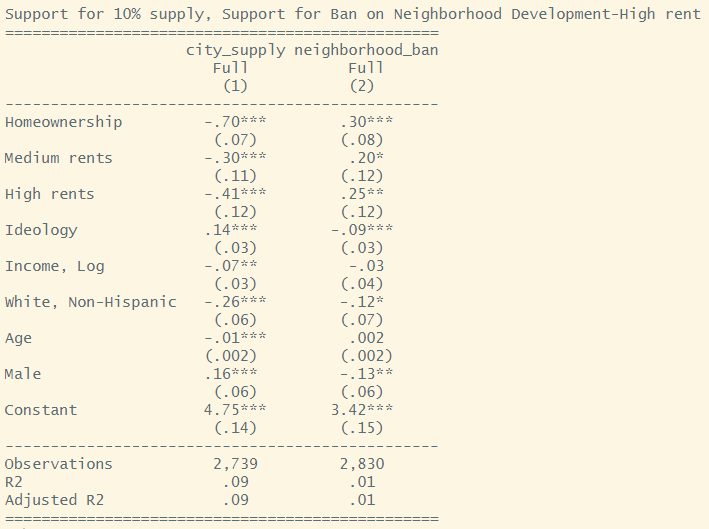 Support for 10% supply, Support for Ban on Neighborhood Development-High rent
================================================
city_supply neighborhood_ban
Full Full
(1) (2)
------------------------------------------------
Homeownership -.70*** .30***
(.07) (.08)
Medium rents -.30*** .20*
(.11) (.12)
High rents -.41*** .25**
(.12) (.12)
Ideology .14*** -.09***
(.03) (.03)
Income, Log -.07** -.03
(.03) (.04)
White, Non-Hispanic -.26*** -.12*
(.06) (.07)
Age -.01*** .002
(.002) (.002)
Male .16*** -.13**
(.06) (.06)
Constant 4.75*** 3.42***
(.14) (.15)
------------------------------------------------
Observations 2,739 2,830
R2 .09 .01
Adjusted R2 .09 .01
================================================